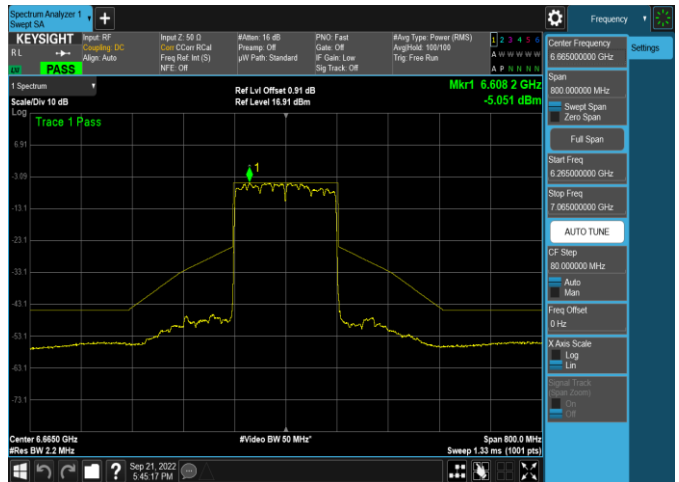 Spectrum Analyzer 1
Swept SA
Frequency
KEYSIGHT
RL
LV
PASS
Input: RF
Coupling: DC
Align: Auto
Input Z: 50 Ω
Corr CCorr RCal
Freq Ref: Int (S)
NFE: Off
#Atten: 16 dB
Preamp: Off
µW Path: Standard
PNO: Fast
Gate: Off
IF Gain: Low
Sig Track: Off
#Avg Type: Power (RMS)
Avg|Hold: 100/100
Trig: Free Run
1 2 3 4 5 6
A W W W W W
A P N N N N
1 Spectrum
Scale/Div 10 dB
Log
Ref Lvl Offset 0.91 dB
Ref Level 16.91 dBm
Mkr1 6.608 2 GHz
-5.051 dBm
Trace 1 Pass
1
6.91
-3.09
-13.1
-23.1
-33.1
-43.1
-53.1
-63.1
-73.1
Center 6.6650 GHz
#Res BW 2.2 MHz
#Video BW 50 MHz*
Span 800.0 MHz
Sweep 1.33 ms (1001 pts)
Sep 21, 2022
5:45:17 PM
Center Frequency
6.665000000 GHz
Settings
Span
800.000000 MHz
Swept Span
Zero Span
Full Span
Start Freq
6.265000000 GHz
Stop Freq
7.065000000 GHz
AUTO TUNE
CF Step
80.000000 MHz
Auto
Man
Freq Offset
0 Hz
X Axis Scale
Log
Lin
Signal Track
(Span Zoom)
On
Off